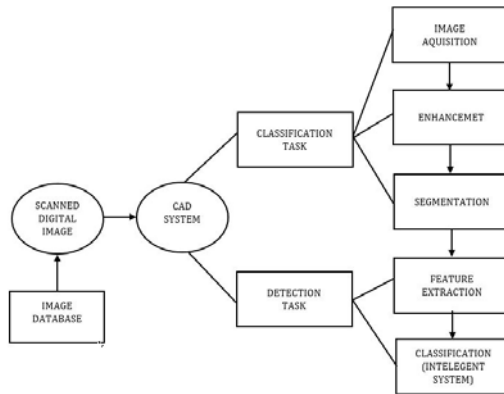 IMAGE
AQUISITION
ENHANCEMET
CLASSIFICATION
TASK
SEGMENTATION
SCANNED
DIGITAL
IMAGE
CAD
SYSTEM
FEATURE
EXTRACTION
DETECTION
TASK
IMAGE
DATABASE
CLASSIFICATION
(INTELEGENT
SYSTEM)